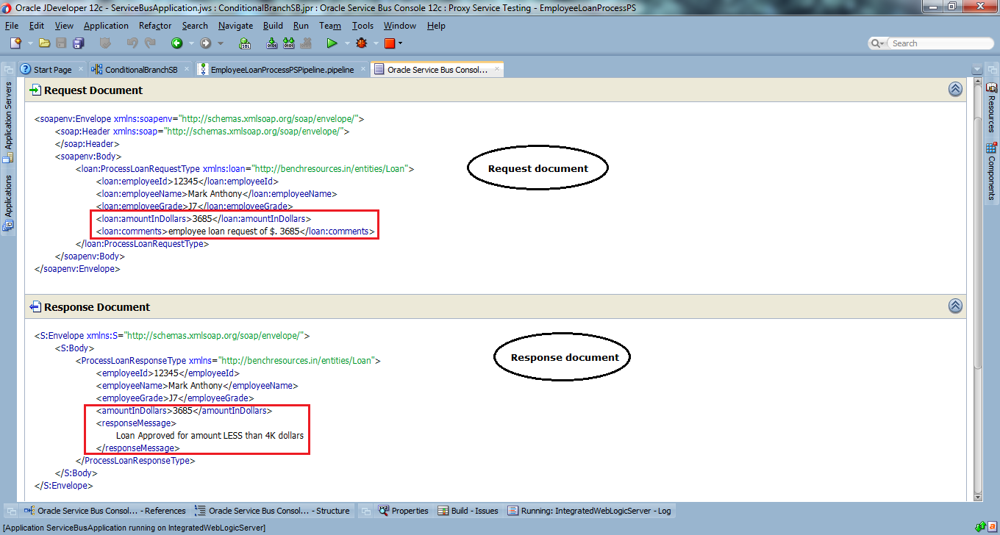 Oracle JDeveloper 12c - ServiceBusApplication.jws : ConditionalBranchSB.jpr : Oracle Service Bus Console 12c : Proxy Service Testing - EmployeeLoanProcessPS
File Edit View Application Refactor Search Navigate Build Run Team Tools Window Help
Search
Start Page ConditionalBranchSB EmployeeLoanProcessPSPipeline.pipeline Oracle Service Bus Consol...
Application Servers
Applications
Resources
Components
Request Document
<soapenv:Envelope xmlns:soapenv="http://schemas.xmlsoap.org/soap/envelope/">
<soap:Header xmlns:soap="http://schemas.xmlsoap.org/soap/envelope/">
</soap:Header>
<soapenv:Body>
<loan:ProcessLoanRequestType xmlns:loan="http://benchresources.in/entities/Loan">
<loan:employeeId>12345</loan:employeeId>
<loan:employeeName>Mark Anthony</loan:employeeName>
<loan:employeeGrade>J7</loan:employeeGrade>
<loan:amountInDollars>3685</loan:amountInDollars>
<loan:comments>employee loan request of $. 3685</loan:comments>
</loan:ProcessLoanRequestType>
</soapenv:Body>
</soapenv:Envelope>
Request document
Response Document
<S:Envelope xmlns:S="http://schemas.xmlsoap.org/soap/envelope/">
<S:Body>
<ProcessLoanResponseType xmlns="http://benchresources.in/entities/Loan">
<employeeId>12345</employeeId>
<employeeName>Mark Anthony</employeeName>
<employeeGrade>J7</employeeGrade>
<amountInDollars>3685</amountInDollars>
<responseMessage>
Loan Approved for amount LESS than 4K dollars
</responseMessage>
</ProcessLoanResponseType>
</S:Body>
</S:Envelope>
Response document
Oracle Service Bus Consol... - References Oracle Service Bus Consol... - Structure Properties Build - Issues Running: IntegratedWebLogicServer - Log
[Application ServiceBusApplication running on IntegratedWebLogicServer]